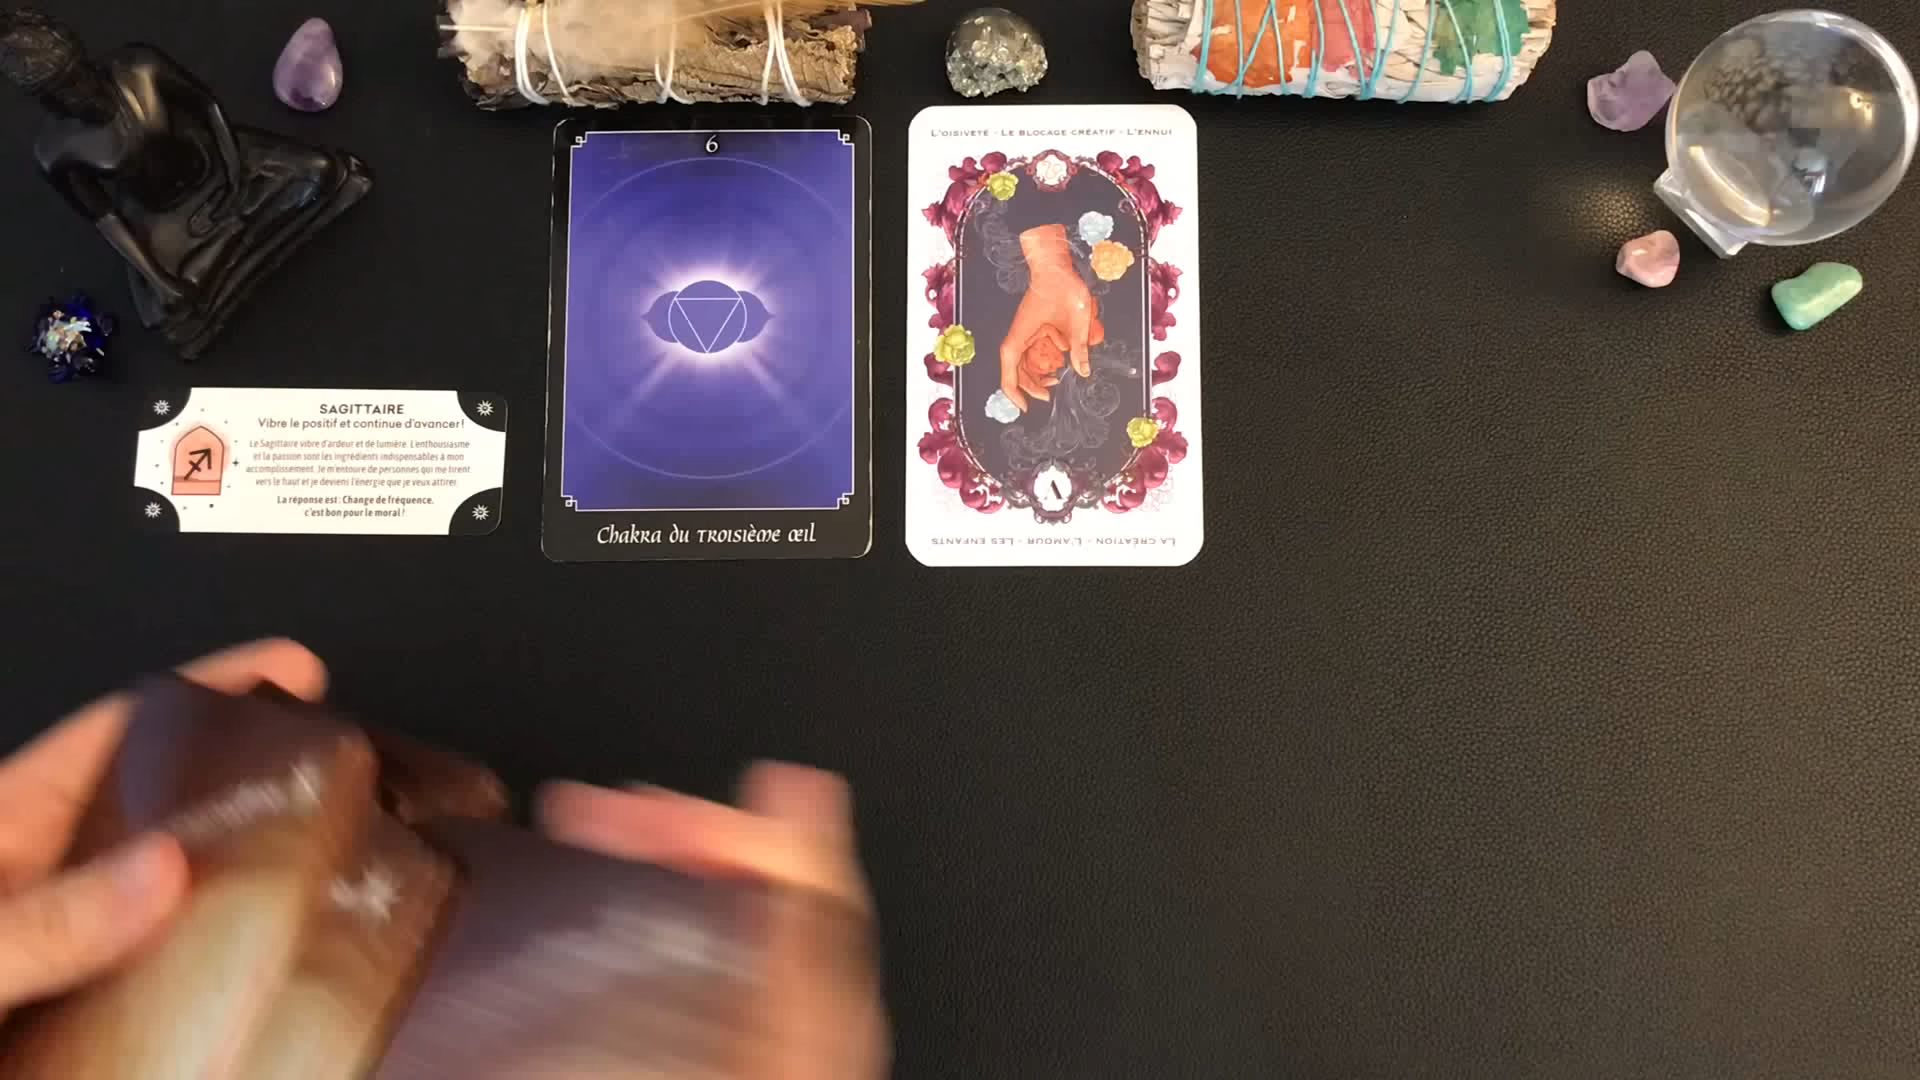 SAGITTAIRE
Vibre le positif et continue d'avancer!
Le Sagittaire vibre d'ardeur et de lumière. L'enthousiasme
et la passion sont les ingrédients indispensables à mon
accomplissement. Je m'entoure de personnes qui me tirent
vers le haut et je deviens l'énergie que je veux attirer.
La réponse est: Change de fréquence,
c'est bon pour le moral!
6
Chakra du troisième œil
L'OISIVETÉ - LE BLOCAGE CRÉATIF - L'ENNUI
V
LA CRÉATION - L'AMOUR - LES ENFANTS